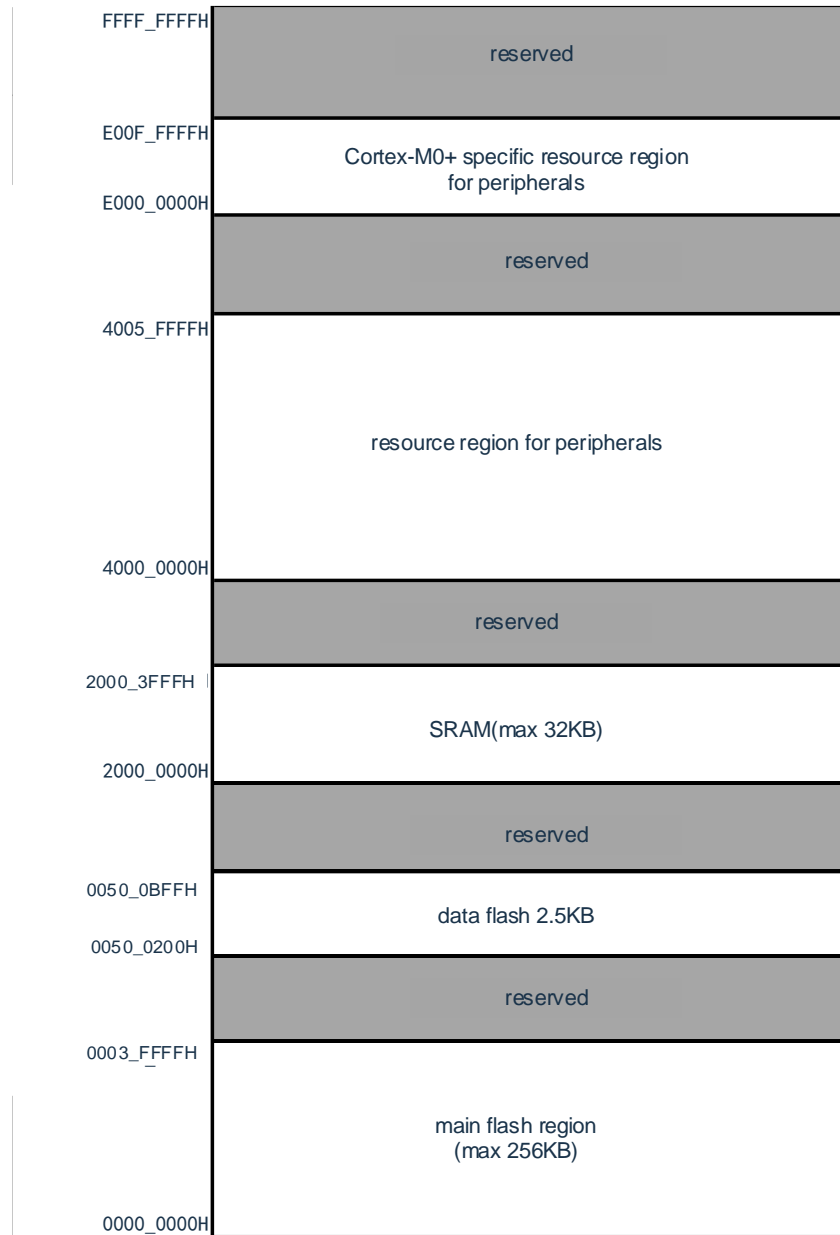 FFFF_FFFFH
reserved
E00F_FFFFH
Cortex-M0+ specific resource region
for peripherals
E000_0000H
reserved
4005_FFFFH
resource region for peripherals
4000_0000H
reserved
2000_3FFFH
SRAM(max 32KB)
2000_0000H
reserved
0050_0BFFH
data flash 2.5KB
0050_0200H
reserved
0003_FFFFH
main flash region
(max 256KB)
0000_0000H